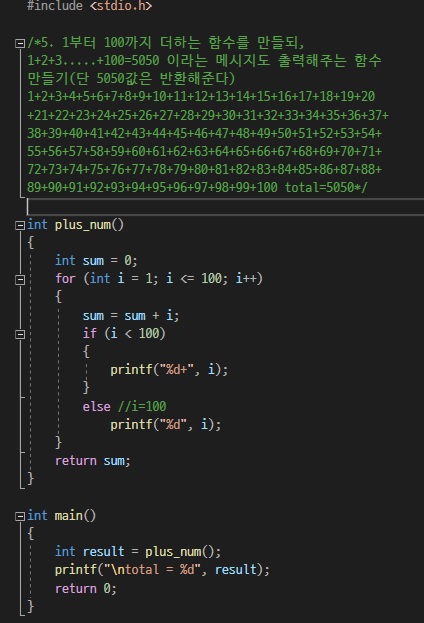 #include <stdio.h>
/*5. 1부터 100까지 더하는 함수를 만들되,
1+2+3.....+100=5050 이라는 메시지도 출력해주는 함수
만들기(단 5050값은 반환해준다)
1+2+3+4+5+6+7+8+9+10+11+12+13+14+15+16+17+18+19+20
+21+22+23+24+25+26+27+28+29+30+31+32+33+34+35+36+37+
38+39+40+41+42+43+44+45+46+47+48+49+50+51+52+53+54+
55+56+57+58+59+60+61+62+63+64+65+66+67+68+69+70+71+
72+73+74+75+76+77+78+79+80+81+82+83+84+85+86+87+88+
89+90+91+92+93+94+95+96+97+98+99+100 total=5050*/
int plus_num()
{
int sum = 0;
for (int i = 1; i <= 100; i++)
{
sum = sum + i;
if (i < 100)
{
printf("%d+", i);
}
else //i=100
printf("%d", i);
}
return sum;
}
int main()
{
int result = plus_num();
printf("\ntotal = %d", result);
return 0;
}